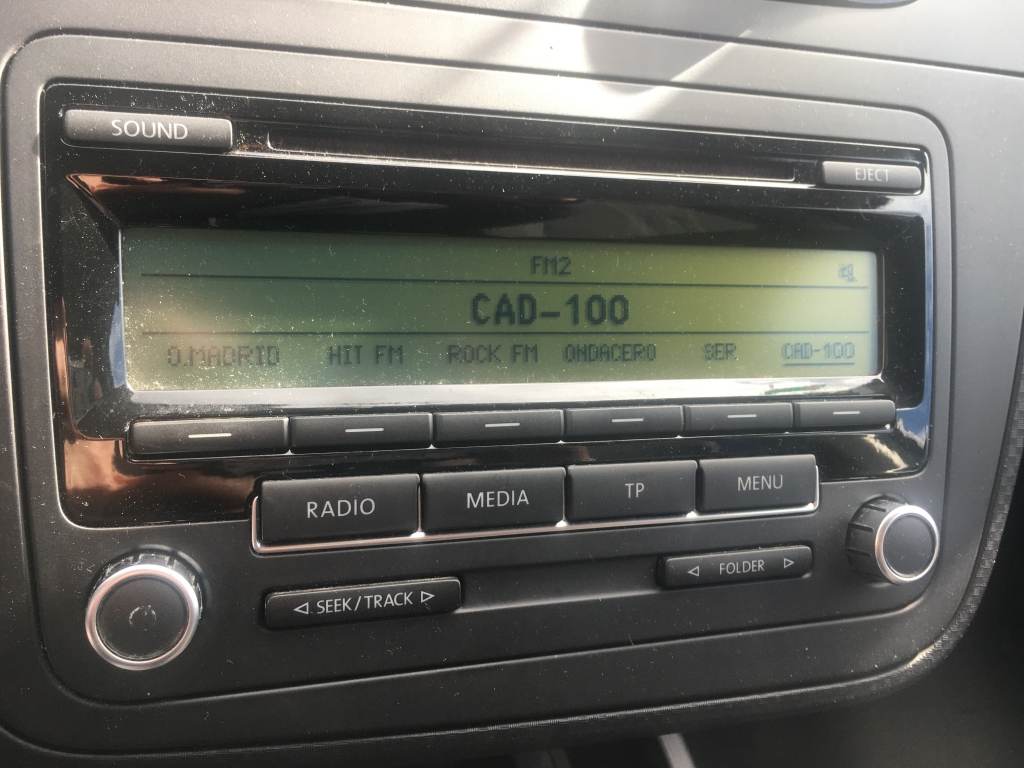 SOUND
EJECT
FM2
CAD-100
O.MADRID HIT FM ROCK FM ONDACERO SER CAD-100
RADIO MEDIA TP MENU
SEEK/TRACK FOLDER